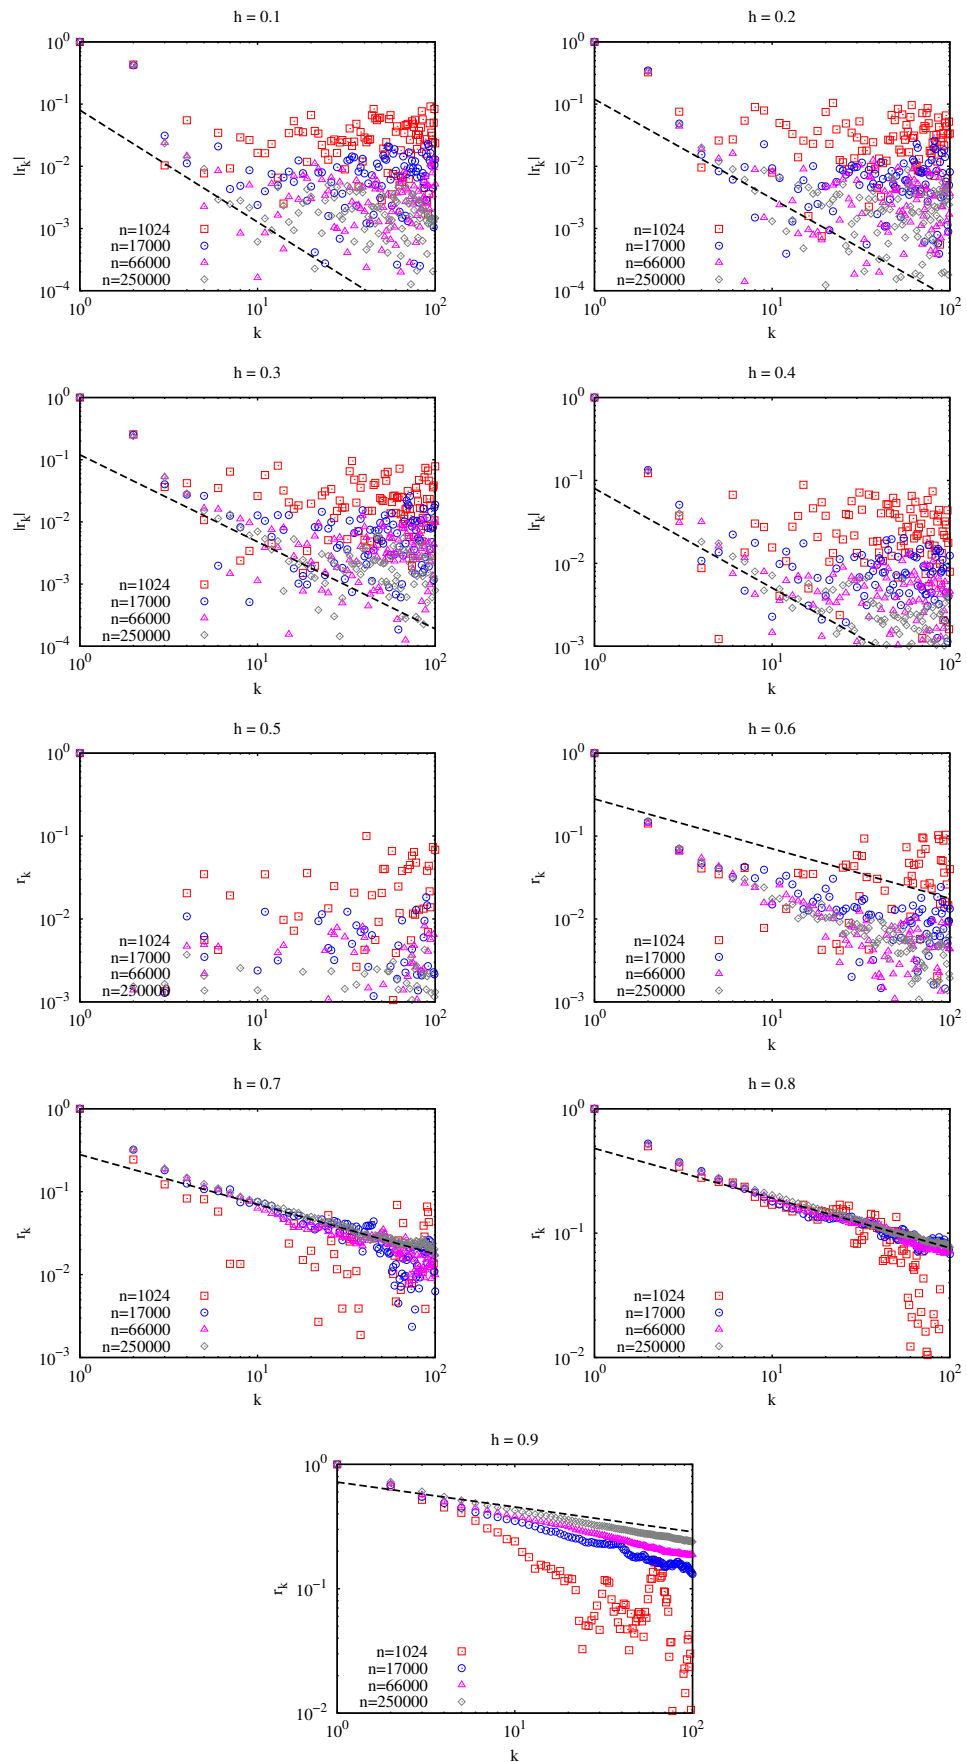 h = 0.1
10^0
10^-1
10^-2
10^-3
10^-4
|r_k|
n=1024
n=17000
n=66000
n=250000
10^0
10^1
10^2
k
h = 0.2
10^0
10^-1
10^-2
10^-3
10^-4
|r_k|
n=1024
n=17000
n=66000
n=250000
10^0
10^1
10^2
k
h = 0.3
10^0
10^-1
10^-2
10^-3
10^-4
|r_k|
n=1024
n=17000
n=66000
n=250000
10^0
10^1
10^2
k
h = 0.4
10^0
10^-1
10^-2
10^-3
|r_k|
n=1024
n=17000
n=66000
n=250000
10^0
10^1
10^2
k
h = 0.5
10^0
10^-1
10^-2
10^-3
r_k
n=1024
n=17000
n=66000
n=250000
10^0
10^1
10^2
k
h = 0.6
10^0
10^-1
10^-2
10^-3
r_k
n=1024
n=17000
n=66000
n=250000
10^0
10^1
10^2
k
h = 0.7
10^0
10^-1
10^-2
10^-3
r_k
n=1024
n=17000
n=66000
n=250000
10^0
10^1
10^2
k
h = 0.8
10^0
10^-1
10^-2
r_k
n=1024
n=17000
n=66000
n=250000
10^0
10^1
10^2
k
h = 0.9
10^0
10^-1
10^-2
r_k
n=1024
n=17000
n=66000
n=250000
10^0
10^1
10^2
k